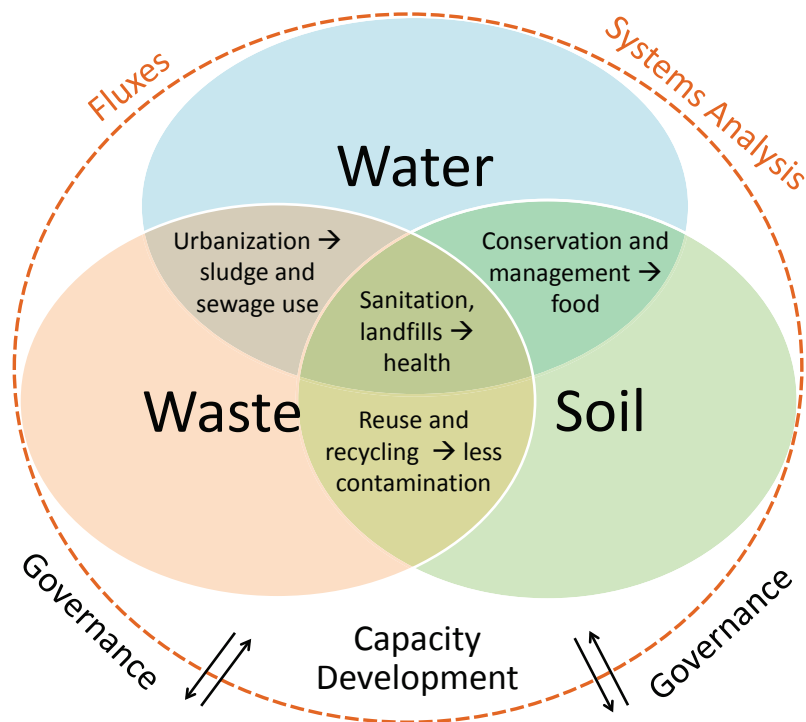 Fluxes
Systems Analysis
Water
Urbanization →
sludge and
sewage use
Conservation and
management →
food
Sanitation,
landfills →
health
Waste
Soil
Reuse and
recycling → less
contamination
Governance
Capacity
Development
Governance